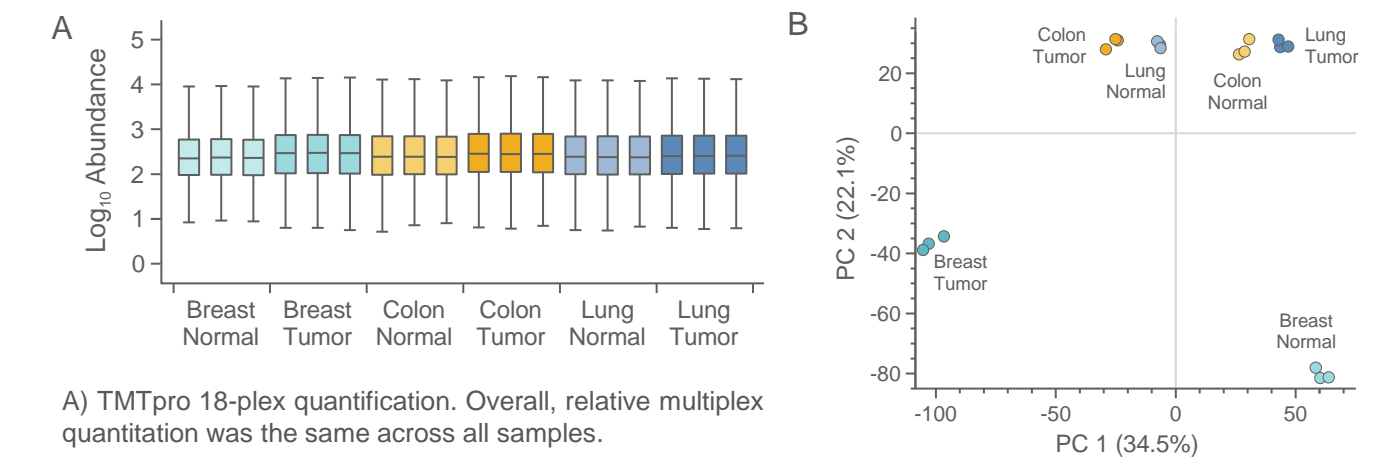 A
Log10 Abundance
5
4
3
2
1
0
Breast Normal
Breast Tumor
Colon Normal
Colon Tumor
Lung Normal
Lung Tumor
A) TMTpro 18-plex quantification. Overall, relative multiplex
quantitation was the same across all samples.
B
PC 2 (22.1%)
20
0
-20
-40
-60
-80
Colon
Tumor
Lung
Normal
Colon
Normal
Lung
Tumor
Breast
Tumor
Breast
Normal
-100
-50
0
50
PC 1 (34.5%)